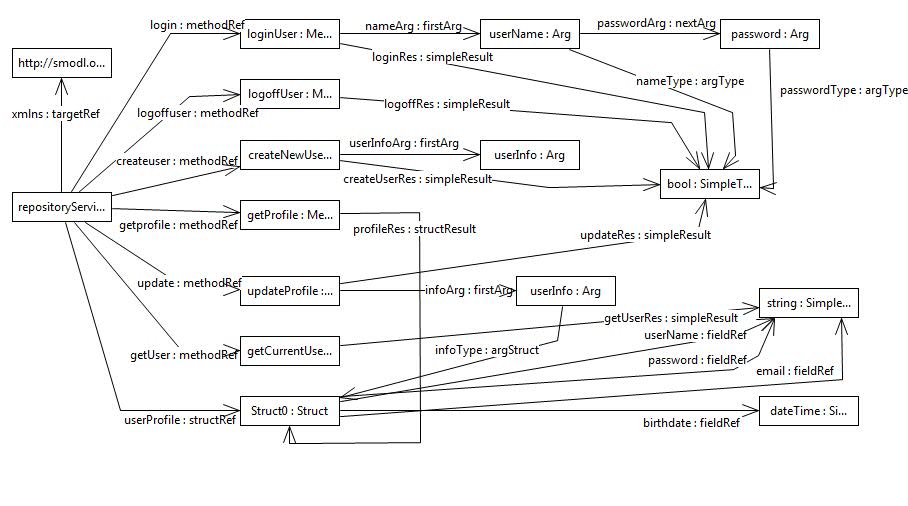 login : methodRef
loginUser : Me...
nameArg : firstArg
userName : Arg
passwordArg : nextArg
password : Arg
http://smodl.o...
loginRes : simpleResult
nameType : argType
passwordType : argType
xmlns : targetRef
logoffuser : methodRef
logoffUser : M...
logoffRes : simpleResult
createuser : methodRef
createNewUse...
userInfoArg : firstArg
userInfo : Arg
createUserRes : simpleResult
bool : SimpleT...
repositoryServi...
getprofile : methodRef
getProfile : Me...
profileRes : structResult
updateRes : simpleResult
update : methodRef
updateProfile :...
infoArg : firstArg
userInfo : Arg
string : Simple...
getUserRes : simpleResult
userName : fieldRef
getUser : methodRef
getCurrentUse...
infoType : argStruct
password : fieldRef
email : fieldRef
userProfile : structRef
Struct0 : Struct
birthdate : fieldRef
dateTime : Si...